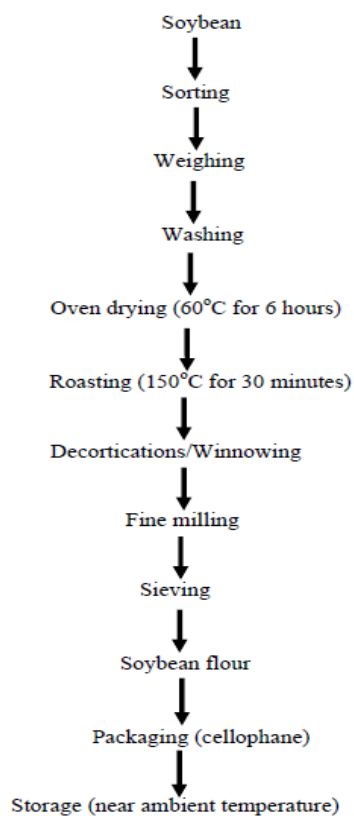 Soybean
Sorting
Weighing
Washing
Oven drying (60°C for 6 hours)
Roasting (150°C for 30 minutes)
Decortications/Winnowing
Fine milling
Sieving
Soybean flour
Packaging (cellophane)
Storage (near ambient temperature)